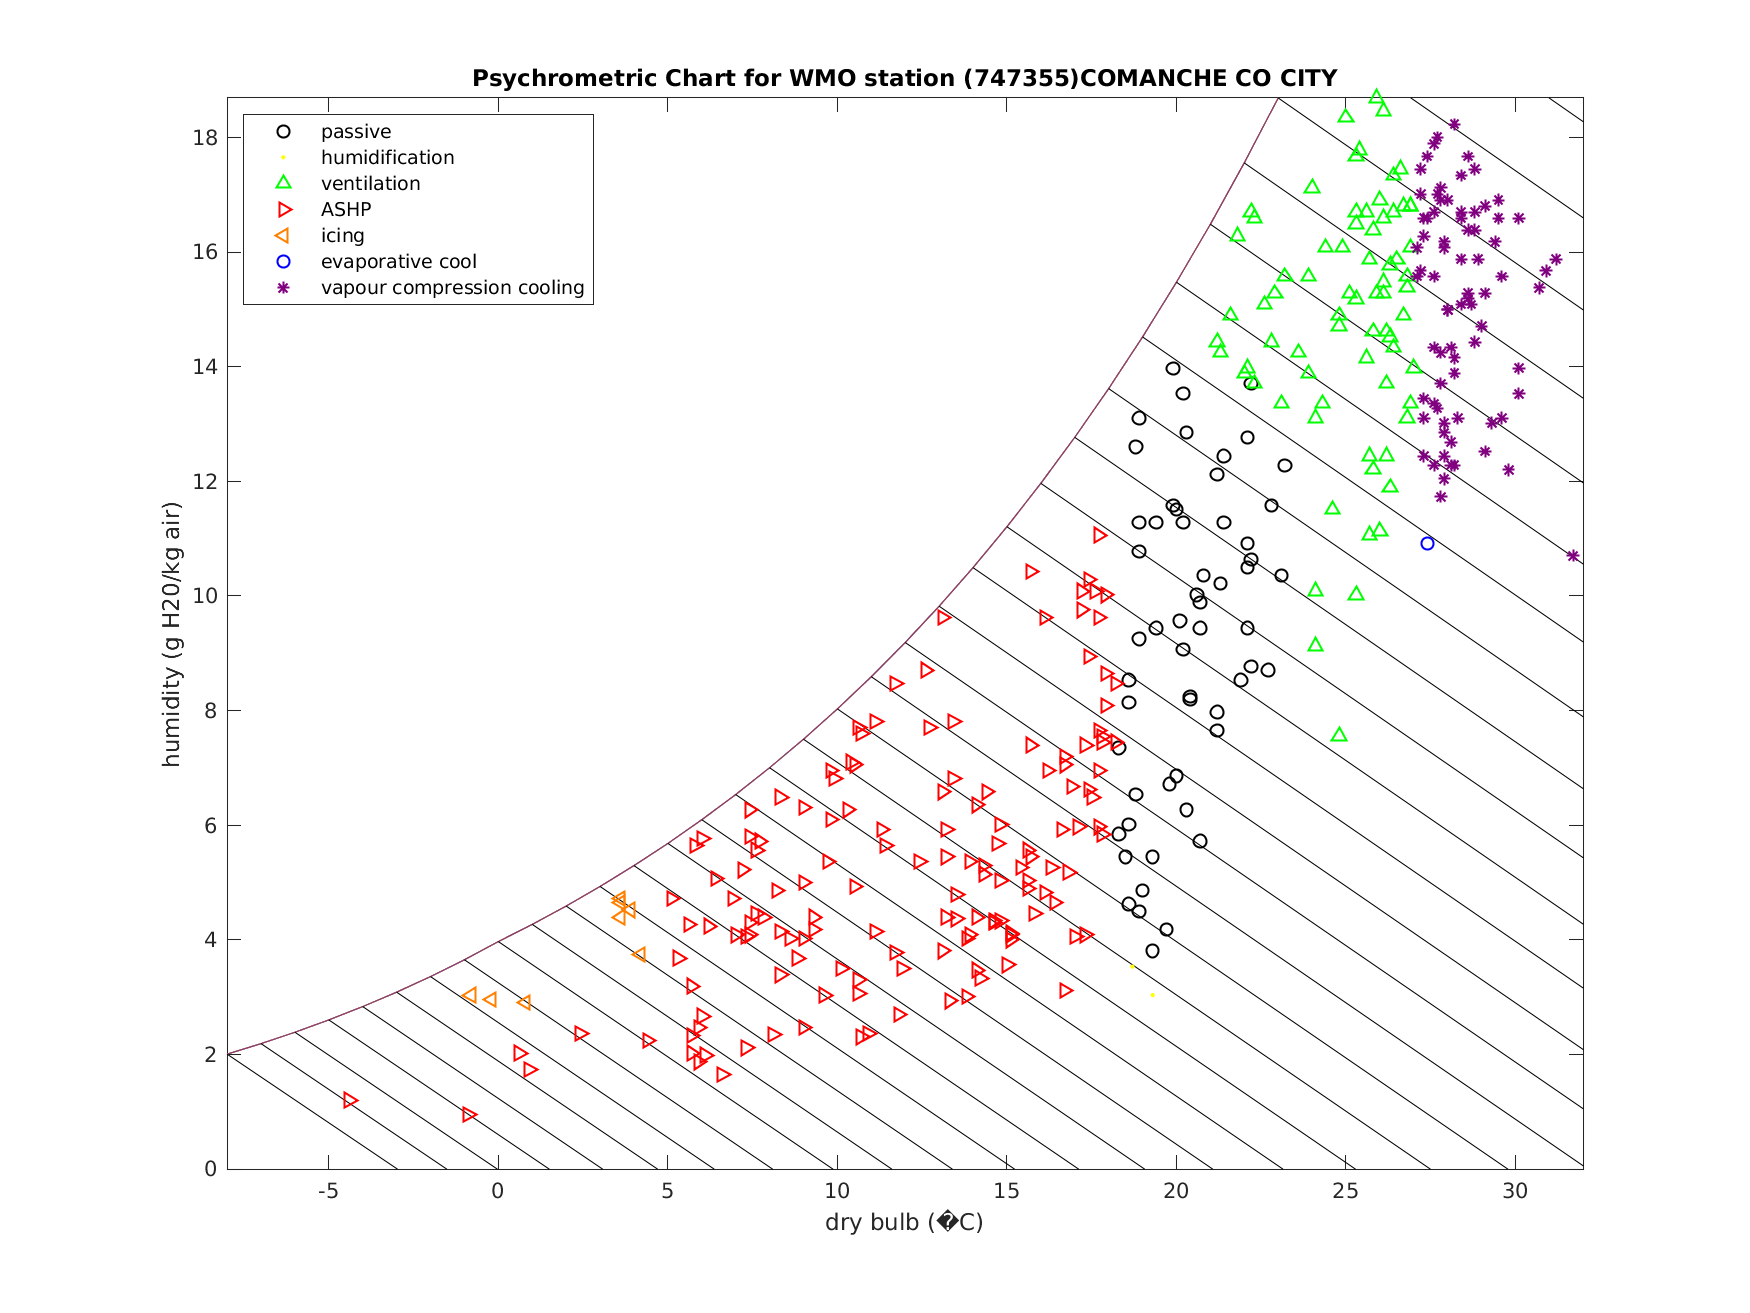 Psychrometric Chart for WMO station (747355)COMANCHE CO CITY
passive
humidification
ventilation
ASHP
icing
evaporative cool
vapour compression cooling
humidity (g H20/kg air)
18
16
14
12
10
8
6
4
2
0
-5 0 5 10 15 20 25 30
dry bulb (�C)